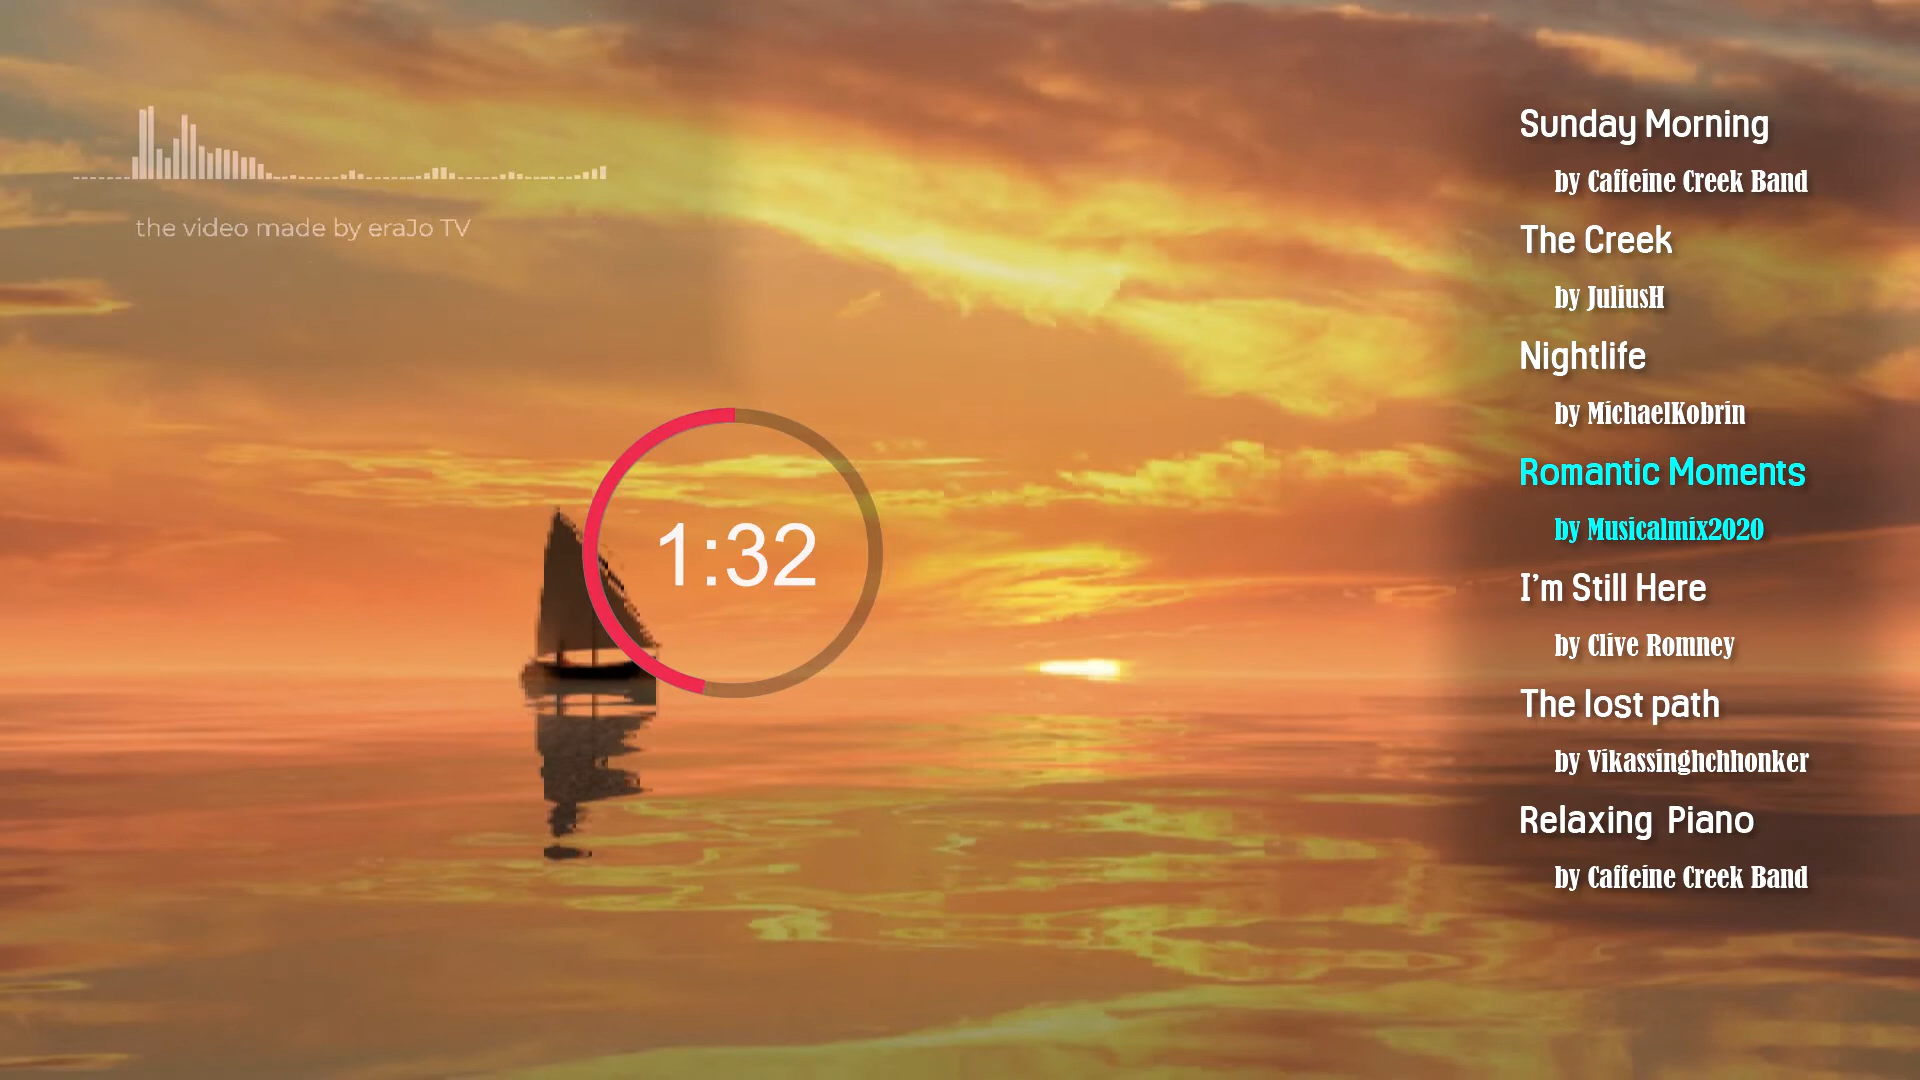 the video made by eraJo TV
1:32
Sunday Morning
by Caffeine Creek Band
The Creek
by JuliusH
Nightlife
by MichaelKobrin
Romantic Moments
by Musicalmix2020
I'm Still Here
by Clive Romney
The lost path
by Vikassinghchhonker
Relaxing Piano
by Caffeine Creek Band